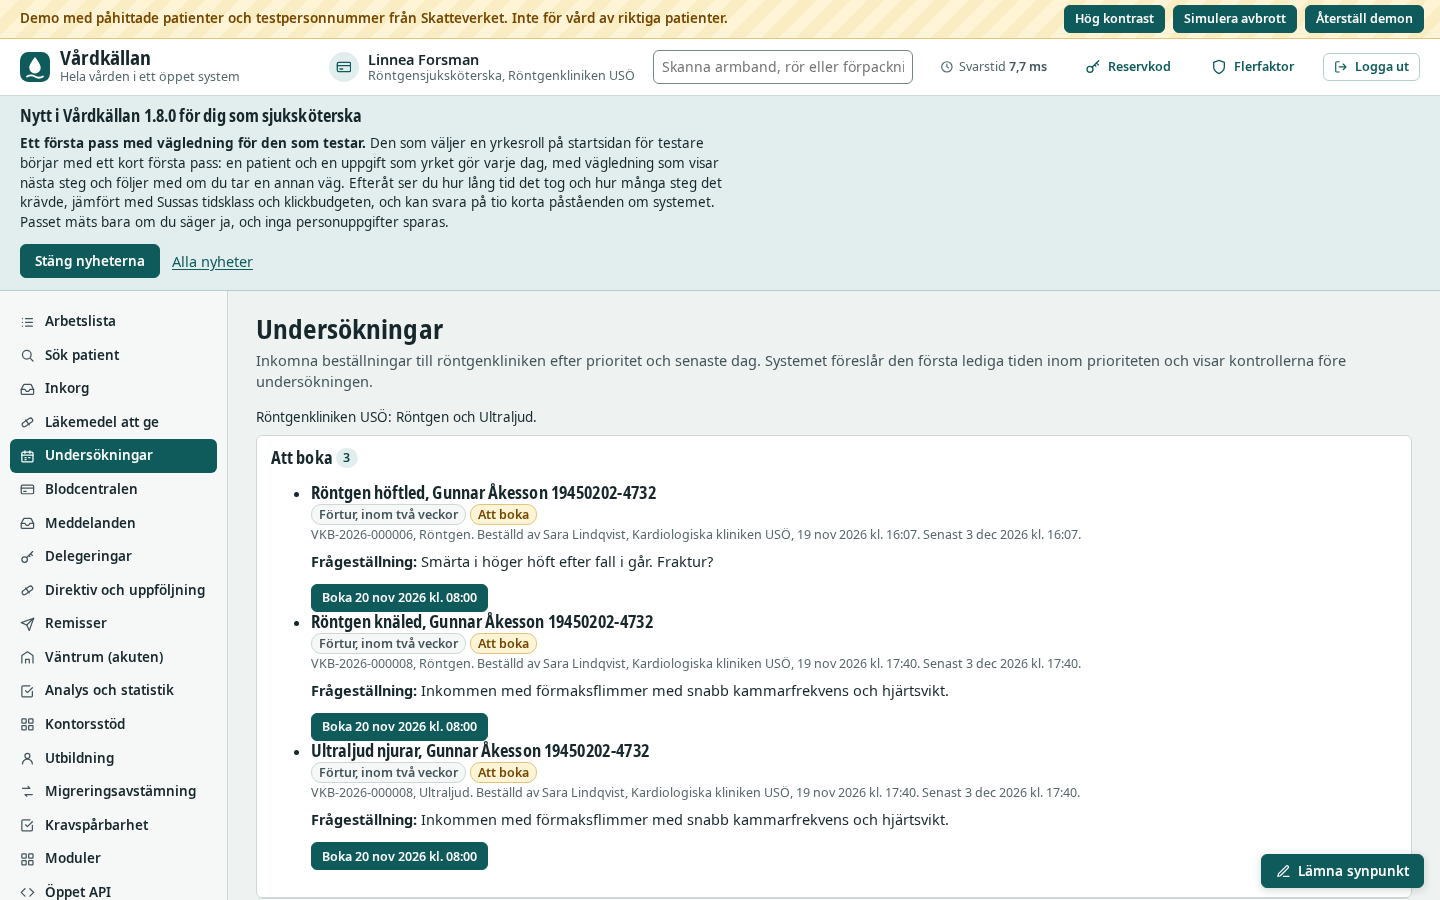 Demo med påhittade patienter och testpersonnummer från Skatteverket. Inte för vård av riktiga patienter.
Hög kontrast
Simulera avbrott
Återställ demon
Vårdkällan
Hela vården i ett öppet system
Linnea Forsman
Röntgensjuksköterska, Röntgenkliniken USÖ
Skanna armband, rör eller förpackni
Svarstid 7,7 ms
Reservkod
Flerfaktor
Logga ut
Nytt i Vårdkällan 1.8.0 för dig som sjuksköterska
Ett första pass med vägledning för den som testar. Den som väljer en yrkesroll på startsidan för testare
börjar med ett kort första pass: en patient och en uppgift som yrket gör varje dag, med vägledning som visar
nästa steg och följer med om du tar en annan väg. Efteråt ser du hur lång tid det tog och hur många steg det
krävde, jämfört med Sussas tidsklass och klickbudgeten, och kan svara på tio korta påståenden om systemet.
Passet mäts bara om du säger ja, och inga personuppgifter sparas.
Stäng nyheterna
Alla nyheter
Arbetslista
Sök patient
Inkorg
Läkemedel att ge
Undersökningar
Blodcentralen
Meddelanden
Delegeringar
Direktiv och uppföljning
Remisser
Väntrum (akuten)
Analys och statistik
Kontorsstöd
Utbildning
Migreringsavstämning
Kravspårbarhet
Moduler
Öppet API
Undersökningar
Inkomna beställningar till röntgenkliniken efter prioritet och senaste dag. Systemet föreslår den första lediga tiden inom prioriteten och visar kontrollerna före
undersökningen.
Röntgenkliniken USÖ: Röntgen och Ultraljud.
Att boka 3
Röntgen höftled, Gunnar Åkesson 19450202-4732
Förtur, inom två veckor Att boka
VKB-2026-000006, Röntgen. Beställd av Sara Lindqvist, Kardiologiska kliniken USÖ, 19 nov 2026 kl. 16:07. Senast 3 dec 2026 kl. 16:07.
Frågeställning: Smärta i höger höft efter fall i går. Fraktur?
Boka 20 nov 2026 kl. 08:00
Röntgen knäled, Gunnar Åkesson 19450202-4732
Förtur, inom två veckor Att boka
VKB-2026-000008, Röntgen. Beställd av Sara Lindqvist, Kardiologiska kliniken USÖ, 19 nov 2026 kl. 17:40. Senast 3 dec 2026 kl. 17:40.
Frågeställning: Inkommen med förmaksflimmer med snabb kammarfrekvens och hjärtsvikt.
Boka 20 nov 2026 kl. 08:00
Ultraljud njurar, Gunnar Åkesson 19450202-4732
Förtur, inom två veckor Att boka
VKB-2026-000008, Ultraljud. Beställd av Sara Lindqvist, Kardiologiska kliniken USÖ, 19 nov 2026 kl. 17:40. Senast 3 dec 2026 kl. 17:40.
Frågeställning: Inkommen med förmaksflimmer med snabb kammarfrekvens och hjärtsvikt.
Boka 20 nov 2026 kl. 08:00
Lämna synpunkt